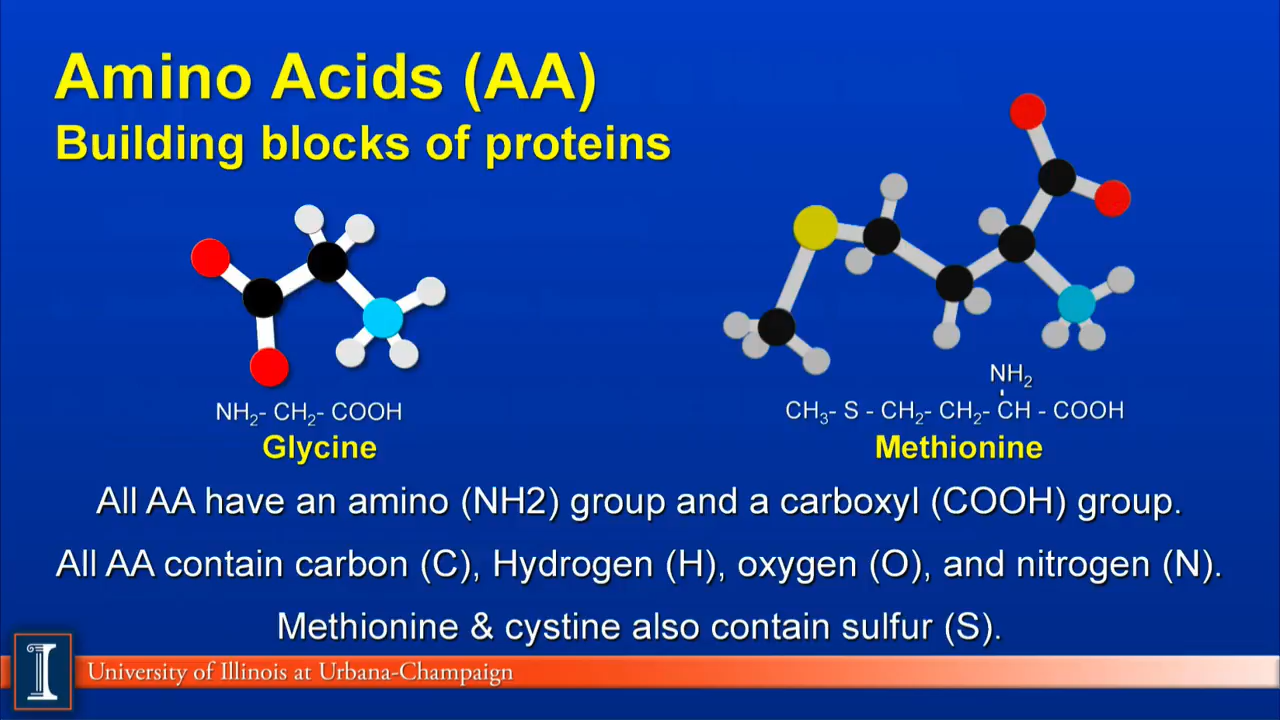 Amino Acids (AA)
Building blocks of proteins
NH₂- CH₂- COOH
Glycine
NH₂
CH₃- S - CH₂- CH₂- CH - COOH
Methionine
All AA have an amino (NH2) group and a carboxyl (COOH) group.
All AA contain carbon (C), Hydrogen (H), oxygen (O), and nitrogen (N).
Methionine & cystine also contain sulfur (S).
I
University of Illinois at Urbana-Champaign